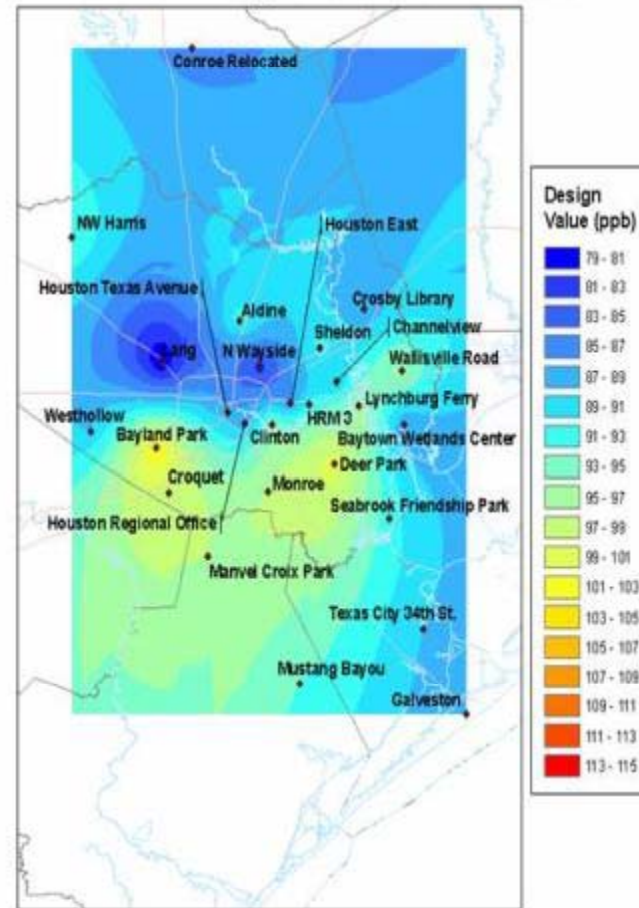 Conroe Relocated
NW Harris
Houston East
Houston Texas Avenue
Aldine
Crosby Library
Channelview
Sheldon
Lang
N Wayside
Wallisville Road
Lynchburg Ferry
Westhollow
HRM 3
Bayland Park
Clinton
Baytown Wetlands Center
Deer Park
Croquet
Monroe
Seabrook Friendship Park
Houston Regional Office
Manvel Croix Park
Texas City 34th St.
Mustang Bayou
Galveston
Design
Value (ppb)
79 - 81
81 - 83
83 - 85
85 - 87
87 - 89
89 - 91
91 - 93
93 - 95
95 - 97
97 - 99
99 - 101
101 - 103
103 - 105
105 - 107
107 - 109
109 - 111
111 - 113
113 - 115